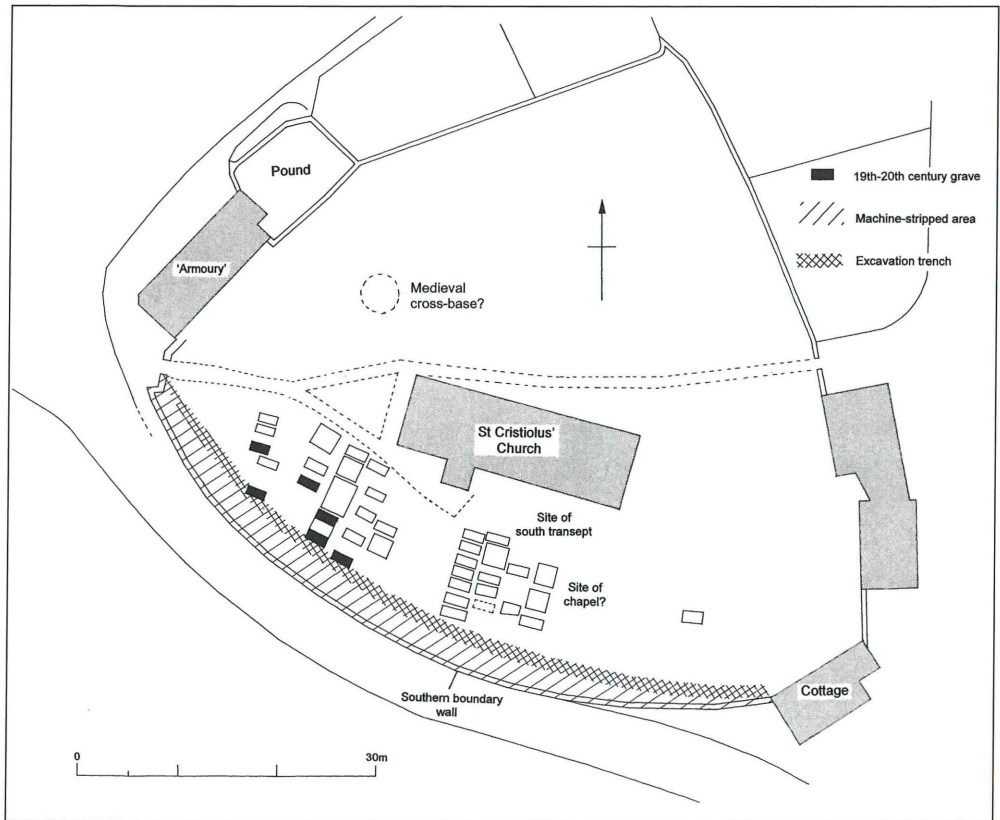 Pound
'Armoury'
Medieval
cross-base?
19th-20th century grave
Machine-stripped area
Excavation trench
St Cristiolus'
Church
Site of
south transept
Site of
chapel?
Southern boundary
wall
Cottage
0
30m